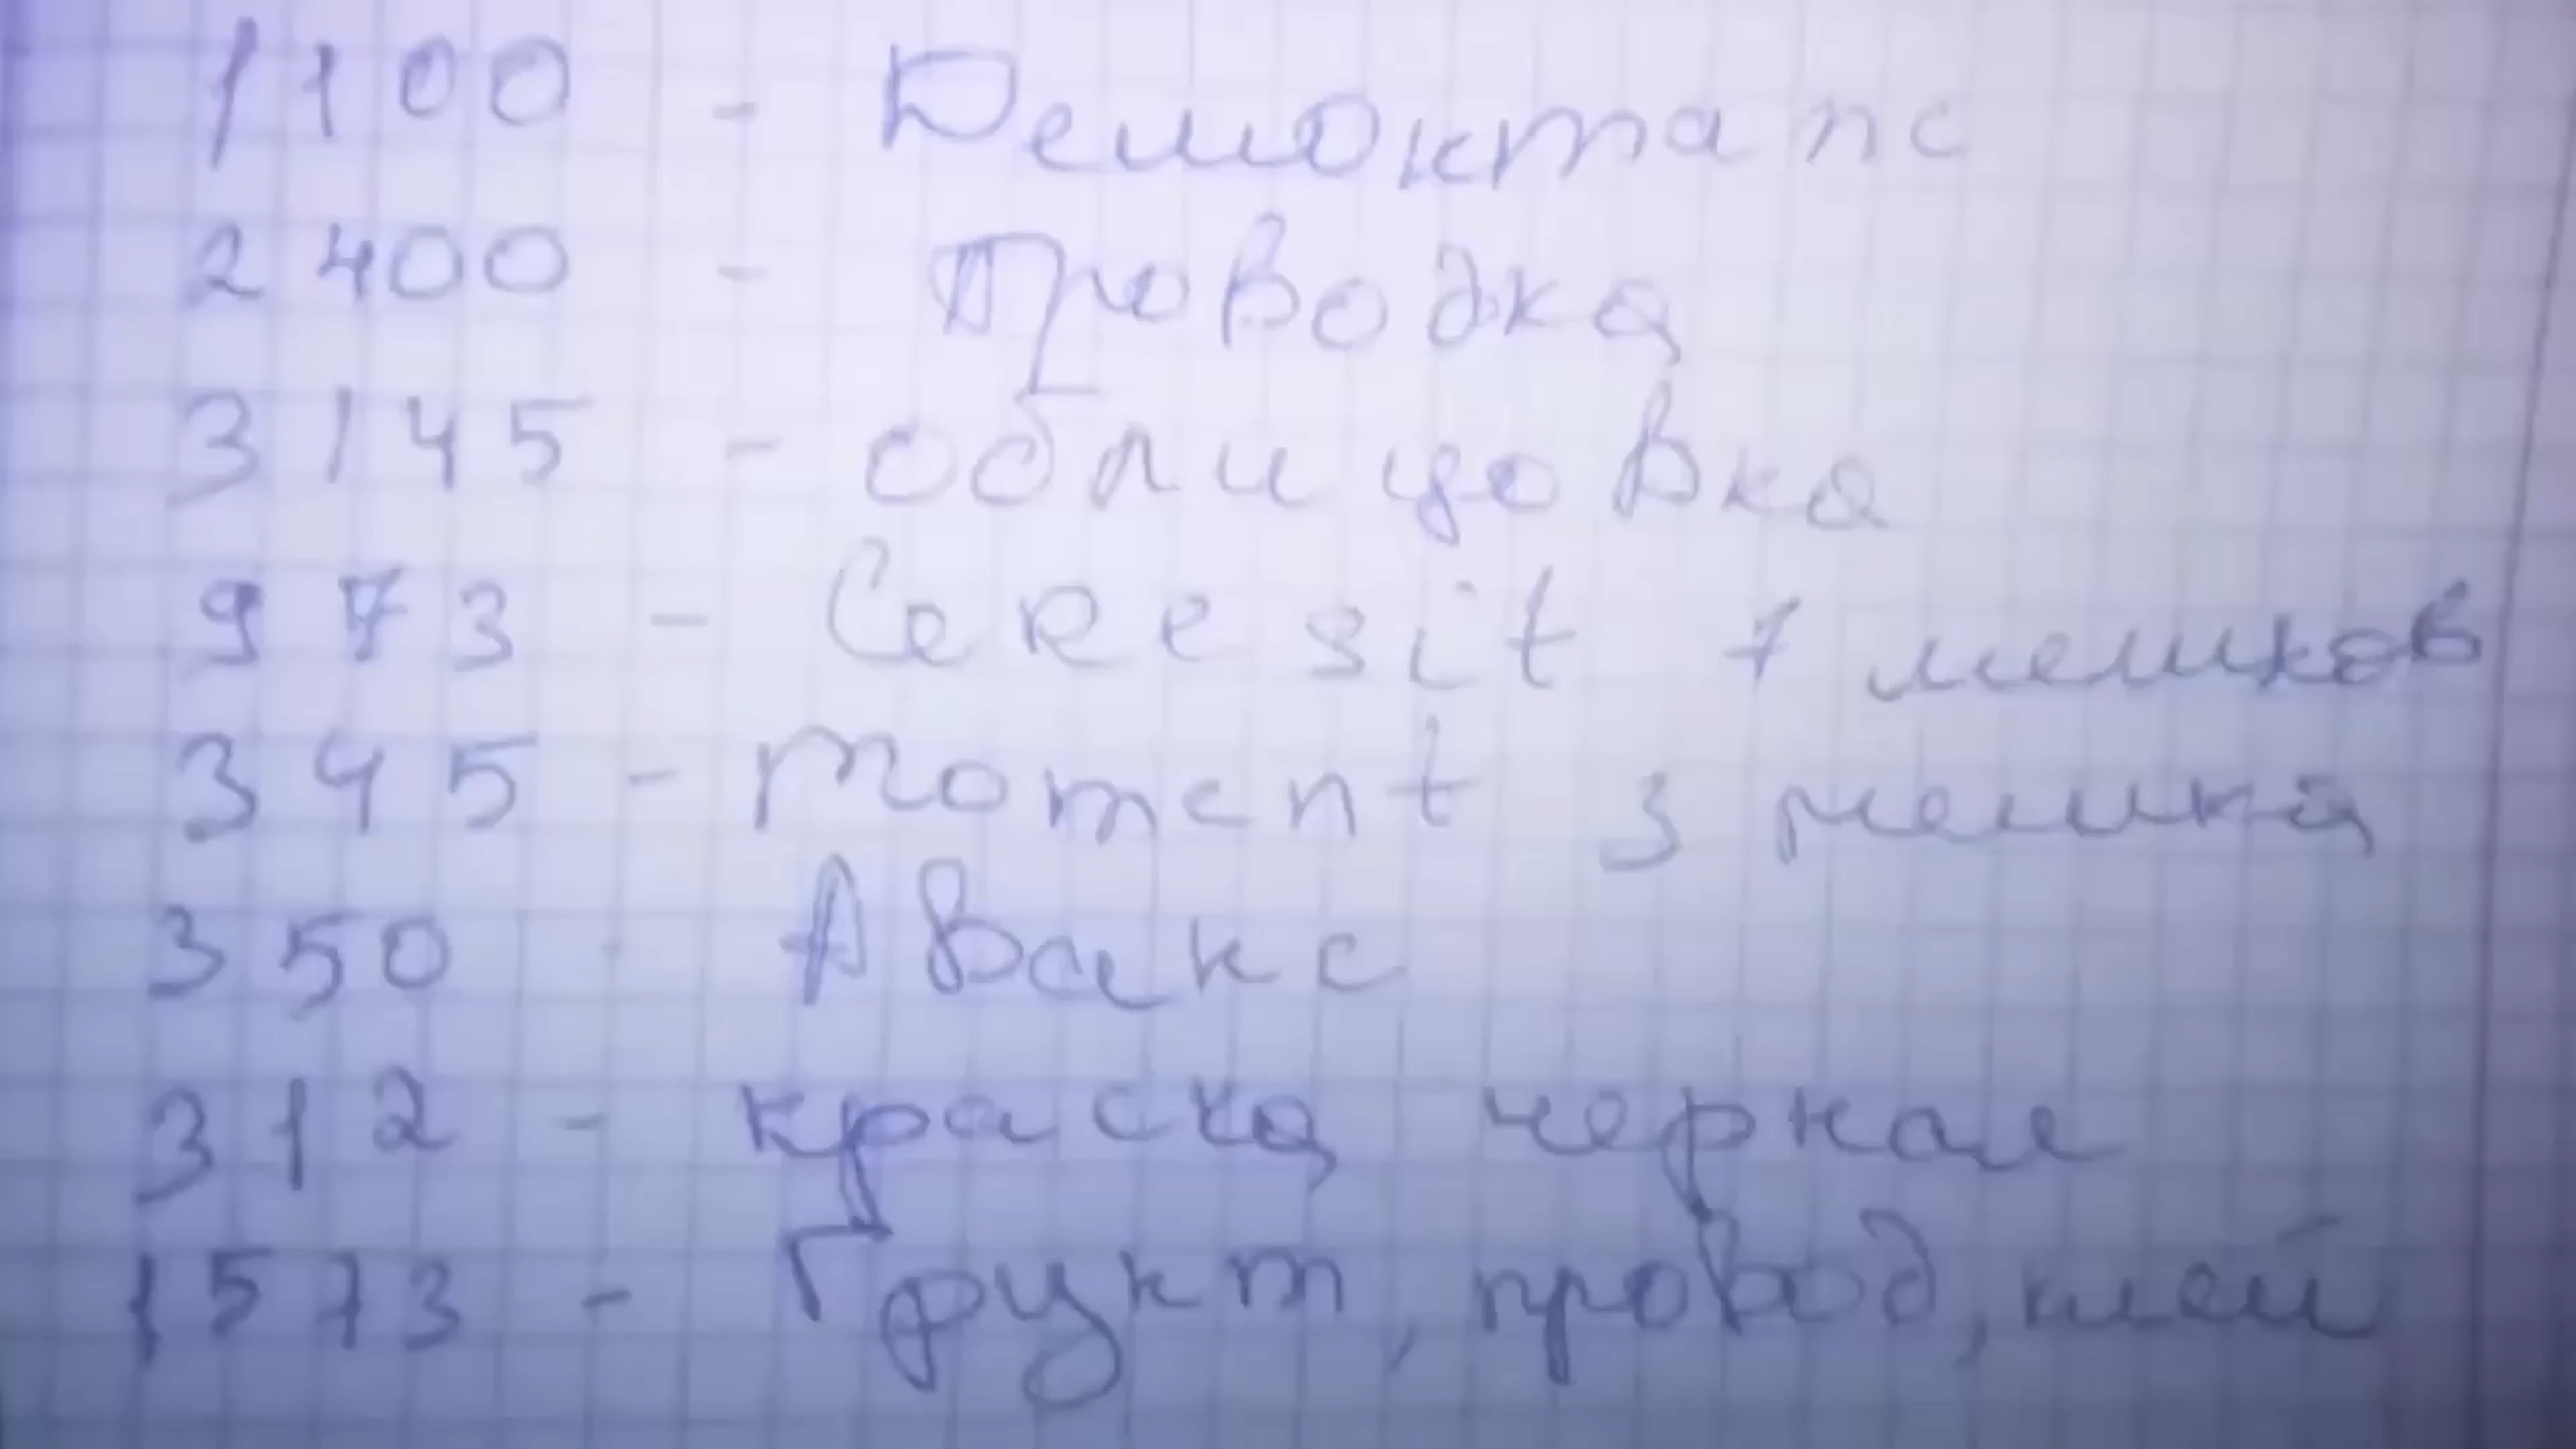 1100 - Демонтапс
2400 - Проводка
3145 - облицовка
973 - Ceresit 7 мешков
345 - Moment 3 мешка
350 - Аванс
312 - краска черная
1573 - Грунт, провод, клей